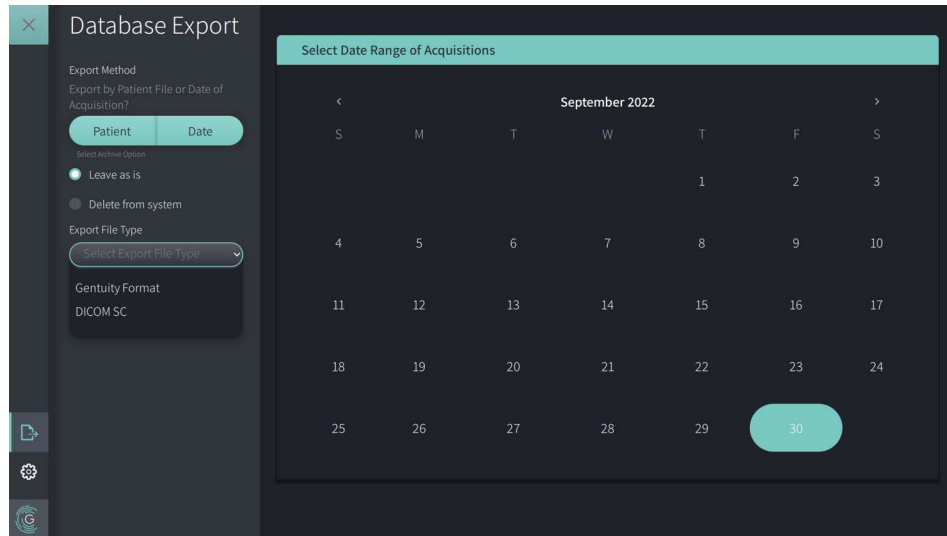 Database Export
Export Method
Export by Patient File or Date of
Acquisition?
Patient Date
Select Archive Option
Leave as is
Delete from system
Export File Type
Select Export File Type
Gentuity Format
DICOM SC
G
Select Date Range of Acquisitions
September 2022
S M T W T F S
1 2 3
4 5 6 7 8 9 10
11 12 13 14 15 16 17
18 19 20 21 22 23 24
25 26 27 28 29 30